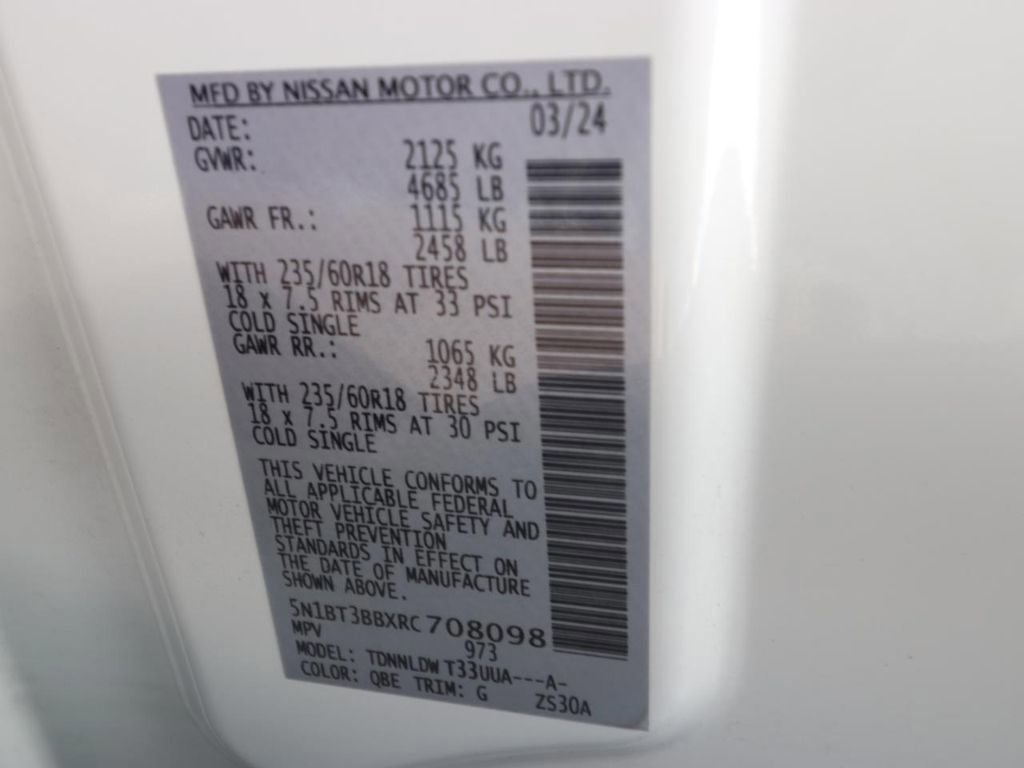 MFD BY NISSAN MOTOR CO., LTD.
DATE: 03/24
GVWR: 2125 KG
4685 LB
GAWR FR.: 1115 KG
2458 LB
WITH 235/60R18 TIRES
18 x 7.5 RIMS AT 33 PSI
COLD SINGLE
GAWR RR.: 1065 KG
2348 LB
WITH 235/60R18 TIRES
18 x 7.5 RIMS AT 30 PSI
COLD SINGLE
THIS VEHICLE CONFORMS TO
ALL APPLICABLE FEDERAL
MOTOR VEHICLE SAFETY AND
THEFT PREVENTION
STANDARDS IN EFFECT ON
THE DATE OF MANUFACTURE
SHOWN ABOVE.
5N1BT3BBXRC708098
MPV 973
MODEL: TDNNLDW T33UUA---A-
COLOR: QBE TRIM: G ZS30A